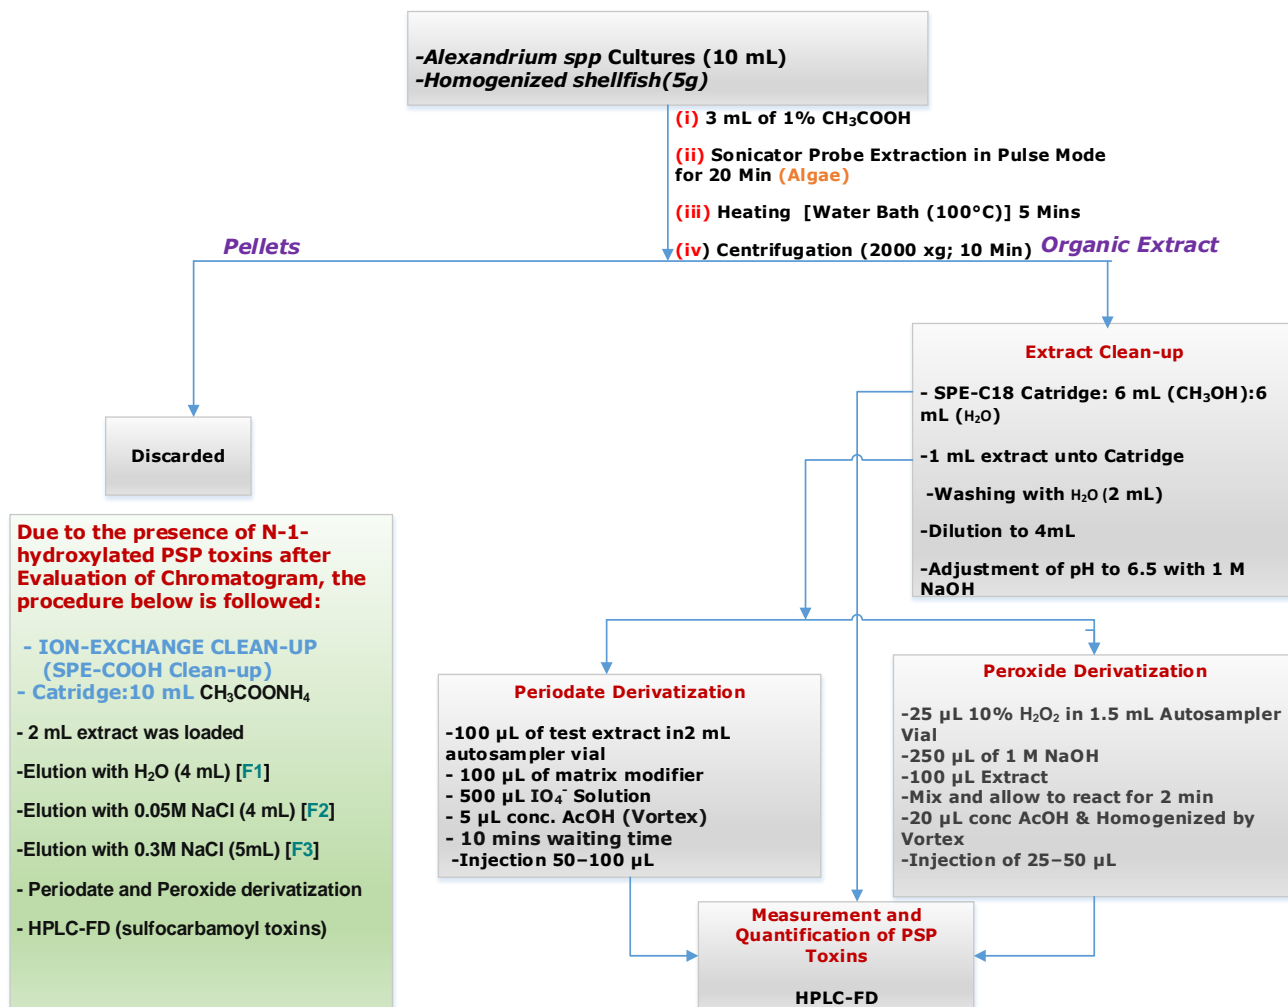 -Alexandrium spp Cultures (10 mL)
-Homogenized shellfish(5g)
(i) 3 mL of 1% CH₃COOH
(ii) Sonicator Probe Extraction in Pulse Mode
for 20 Min (Algae)
(iii) Heating [Water Bath (100°C)] 5 Mins
(iv) Centrifugation (2000 xg; 10 Min)
Pellets
Organic Extract
Discarded
Extract Clean-up
- SPE-C18 Catridge: 6 mL (CH₃OH):6
mL (H₂O)
-1 mL extract unto Catridge
-Washing with H₂O (2 mL)
-Dilution to 4mL
-Adjustment of pH to 6.5 with 1 M
NaOH
Due to the presence of N-1-
hydroxylated PSP toxins after
Evaluation of Chromatogram, the
procedure below is followed:
- ION-EXCHANGE CLEAN-UP
(SPE-COOH Clean-up)
- Catridge:10 mL CH₃COONH₄
- 2 mL extract was loaded
-Elution with H₂O (4 mL) [F1]
-Elution with 0.05M NaCl (4 mL) [F2]
-Elution with 0.3M NaCl (5mL) [F3]
- Periodate and Peroxide derivatization
- HPLC-FD (sulfocarbamoyl toxins)
Periodate Derivatization
-100 µL of test extract in2 mL
autosampler vial
- 100 µL of matrix modifier
- 500 µL IO₄⁻ Solution
- 5 µL conc. AcOH (Vortex)
- 10 mins waiting time
-Injection 50–100 µL
Peroxide Derivatization
-25 µL 10% H₂O₂ in 1.5 mL Autosampler
Vial
-250 µL of 1 M NaOH
-100 µL Extract
-Mix and allow to react for 2 min
-20 µL conc AcOH & Homogenized by
Vortex
-Injection of 25–50 µL
Measurement and
Quantification of PSP
Toxins
HPLC-FD